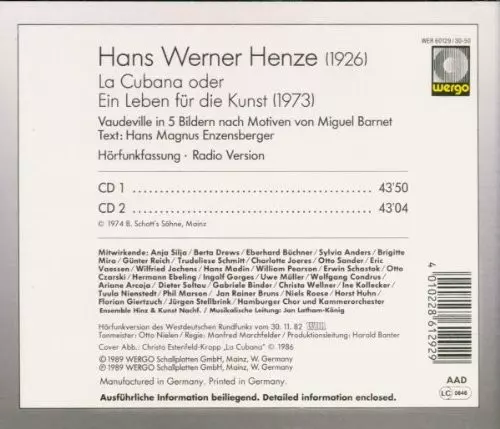 WER 60129/30-50
wergo
Hans Werner Henze (1926)
La Cubana oder
Ein Leben für die Kunst (1973)
Vaudeville in 5 Bildern nach Motiven von Miguel Barnet
Text: Hans Magnus Enzensberger
Hörfunkfassung · Radio Version
CD 1 ........................................ 43'50
CD 2 ........................................ 43'04
© 1974 B. Schott's Söhne, Mainz
Mitwirkende: Anja Silja / Berta Drews / Eberhard Büchner / Sylvia Anders / Brigitte
Mira / Günter Reich / Trudeliese Schmitt / Charlotte Joeres / Otto Sander / Eric
Vaessen / Wilfried Jochens / Hans Madin / William Pearson / Erwin Schastok / Otto
Czarski / Hermann Ebeling / Ingolf Gorges / Uwe Müller / Wolfgang Condrus /
Ariane Arcoja / Dieter Soltau / Gabriele Binder / Christa Wellner / Ine Kollecker /
Tuula Nienstedt / Phil Marson / Jan Rainer Bruns / Niels Roose / Horst Huhn /
Florian Giertzuch / Jürgen Stellbrink / Hamburger Chor und Kammerorchester
Ensemble Hinz & Kunst Nachf. / Musikalische Leitung: Jan Latham-König
Hörfunkversion des Westdeutschen Rundfunks vom 30. 11. 82
Tonmeister: Otto Nielen / Regie: Manfred Marchfelder / Produktionsleitung: Harald Banter
Cover Abb.: Christa Estenfeld-Kropp „La Cubana" © 1986
© 1989 WERGO Schallplatten GmbH, Mainz, W. Germany
℗ 1989 WERGO Schallplatten GmbH, Mainz, W. Germany
Manufactured in Germany. Printed in Germany.
Ausführliche Information beiliegend. Detailed information enclosed.
4 010228 612929
AAD
LC 0846